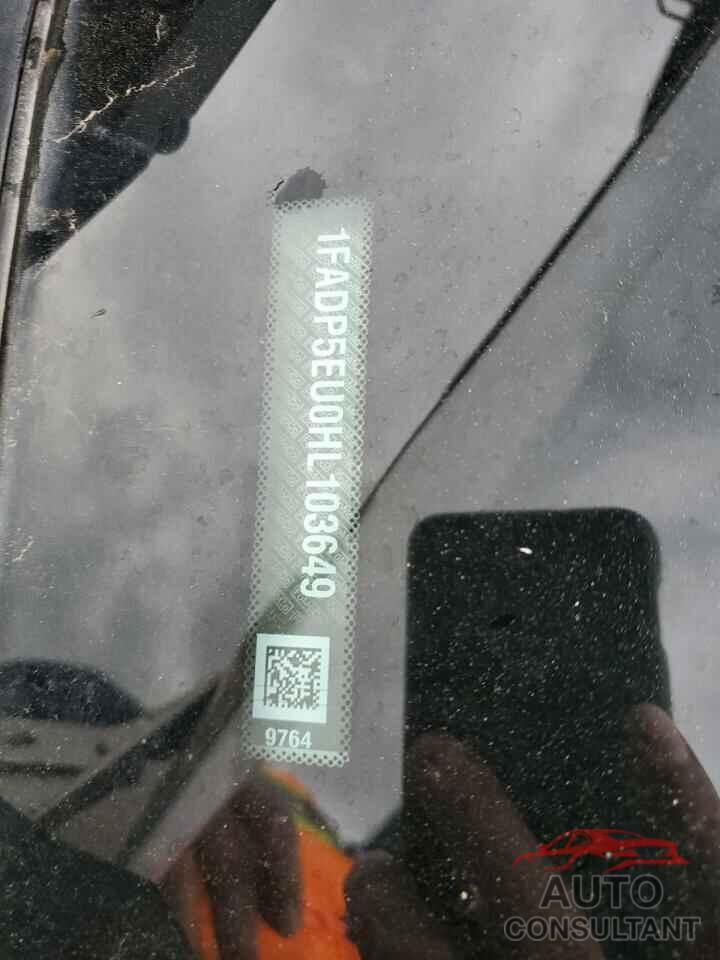 1FADP5EU0HL103649
9764
AUTO
CONSULTANT